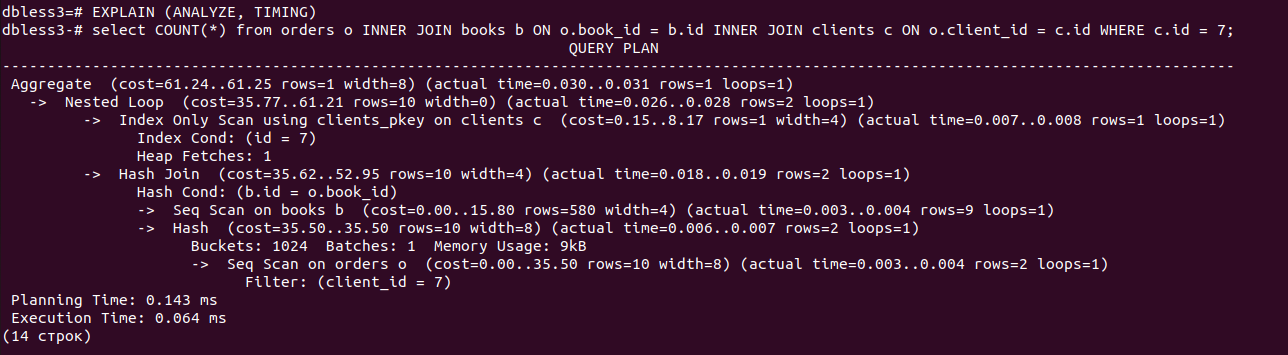 dbless3=# EXPLAIN (ANALYZE, TIMING)
dbless3-# select COUNT(*) from orders o INNER JOIN books b ON o.book_id = b.id INNER JOIN clients c ON o.client_id = c.id WHERE c.id = 7;
QUERY PLAN
-----------------------------------------------------------------------------------------------------------------------------------------
Aggregate  (cost=61.24..61.25 rows=1 width=8) (actual time=0.030..0.031 rows=1 loops=1)
  ->  Nested Loop  (cost=35.77..61.21 rows=10 width=0) (actual time=0.026..0.028 rows=2 loops=1)
        ->  Index Only Scan using clients_pkey on clients c  (cost=0.15..8.17 rows=1 width=4) (actual time=0.007..0.008 rows=1 loops=1)
              Index Cond: (id = 7)
              Heap Fetches: 1
        ->  Hash Join  (cost=35.62..52.95 rows=10 width=4) (actual time=0.018..0.019 rows=2 loops=1)
              Hash Cond: (b.id = o.book_id)
              ->  Seq Scan on books b  (cost=0.00..15.80 rows=580 width=4) (actual time=0.003..0.004 rows=9 loops=1)
              ->  Hash  (cost=35.50..35.50 rows=10 width=8) (actual time=0.006..0.007 rows=2 loops=1)
                    Buckets: 1024  Batches: 1  Memory Usage: 9kB
                    ->  Seq Scan on orders o  (cost=0.00..35.50 rows=10 width=8) (actual time=0.003..0.004 rows=2 loops=1)
                          Filter: (client_id = 7)
Planning Time: 0.143 ms
Execution Time: 0.064 ms
(14 строк)